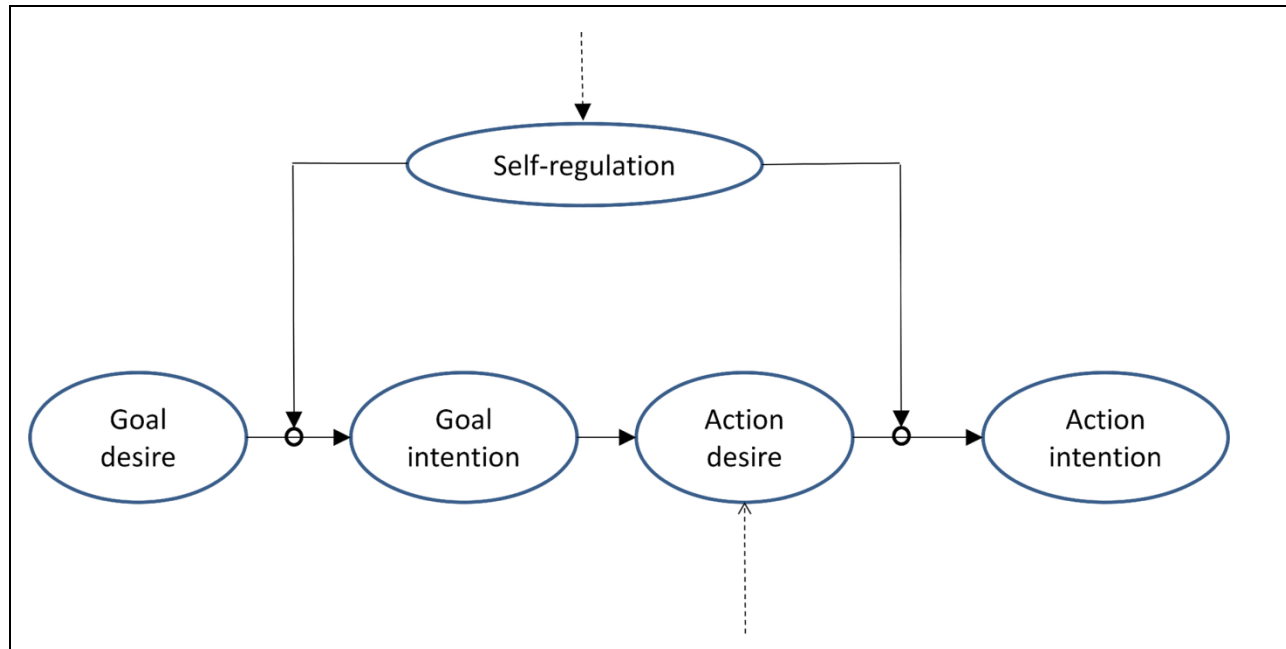 Self-regulation
Goal
desire
Goal
intention
Action
desire
Action
intention